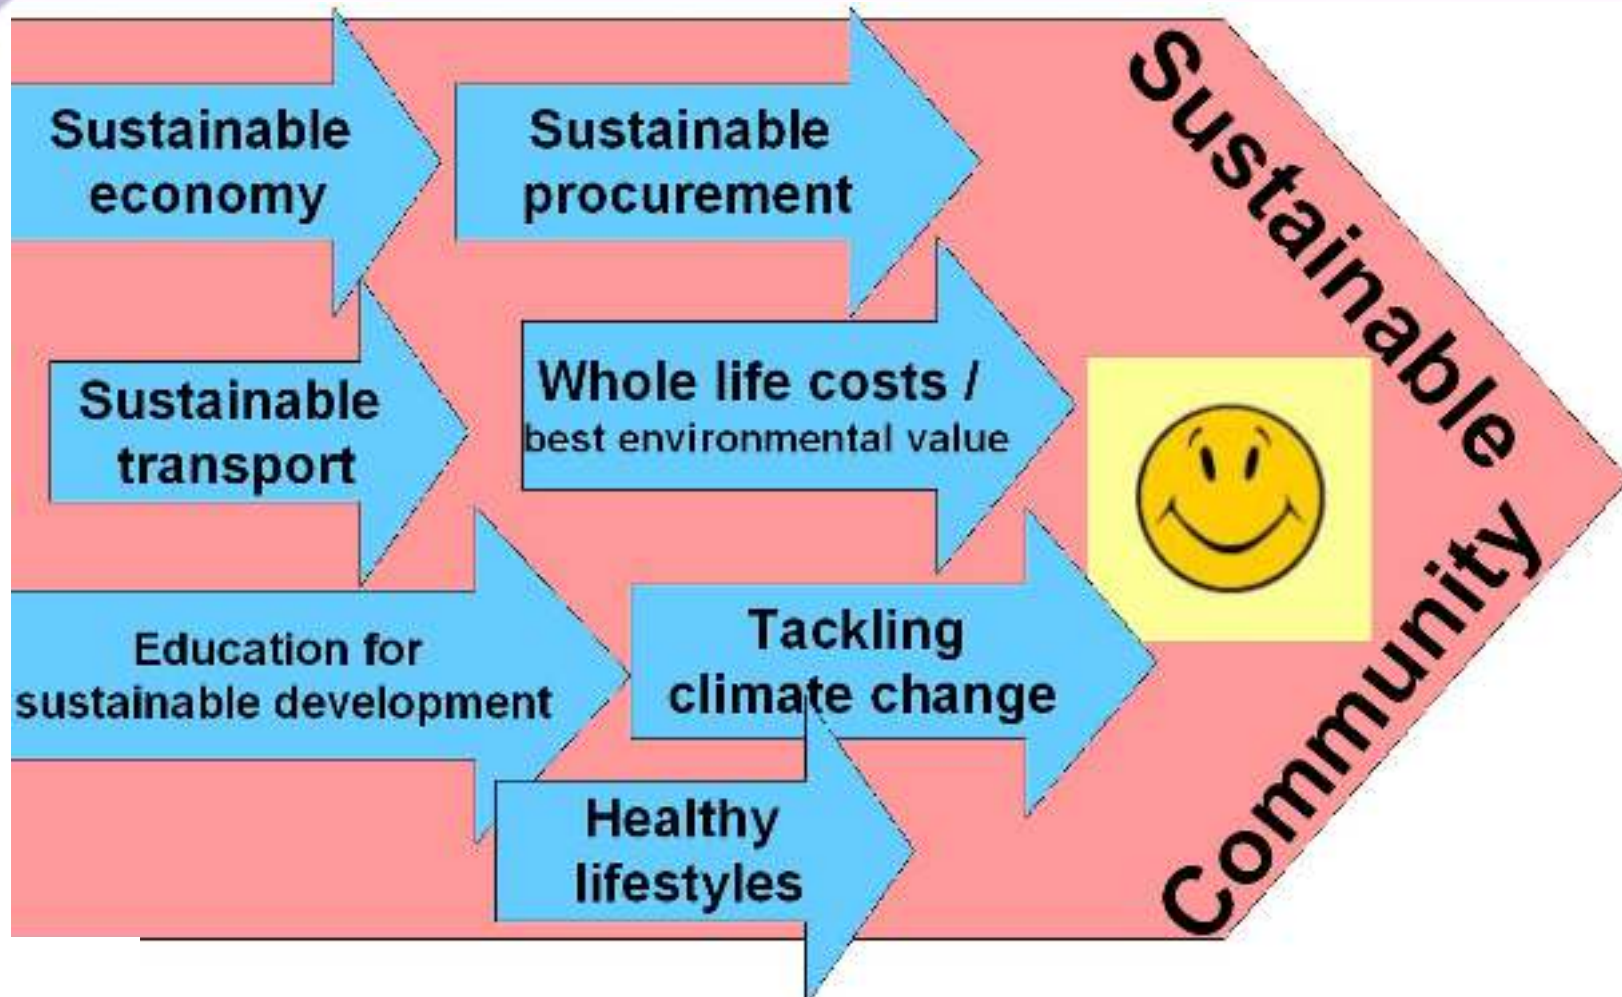 Sustainable
economy
Sustainable
procurement
Sustainable
transport
Whole life costs /
best environmental value
Education for
sustainable development
Tackling
climate change
Healthy
lifestyles
Sustainable
Community